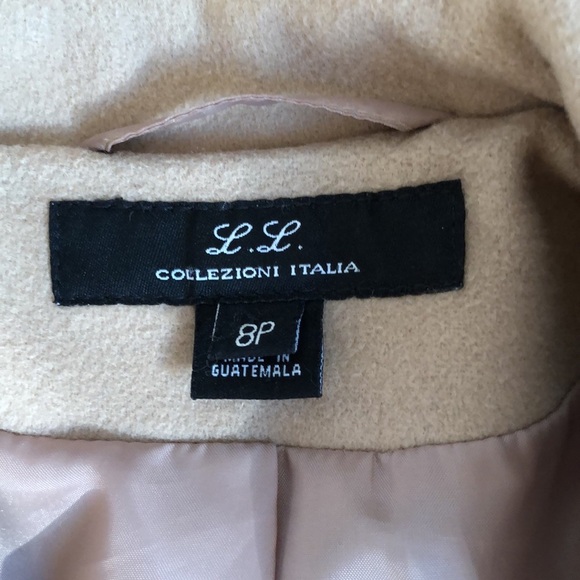 L.L.
COLLEZIONI ITALIA
8P
MADE IN
GUATEMALA